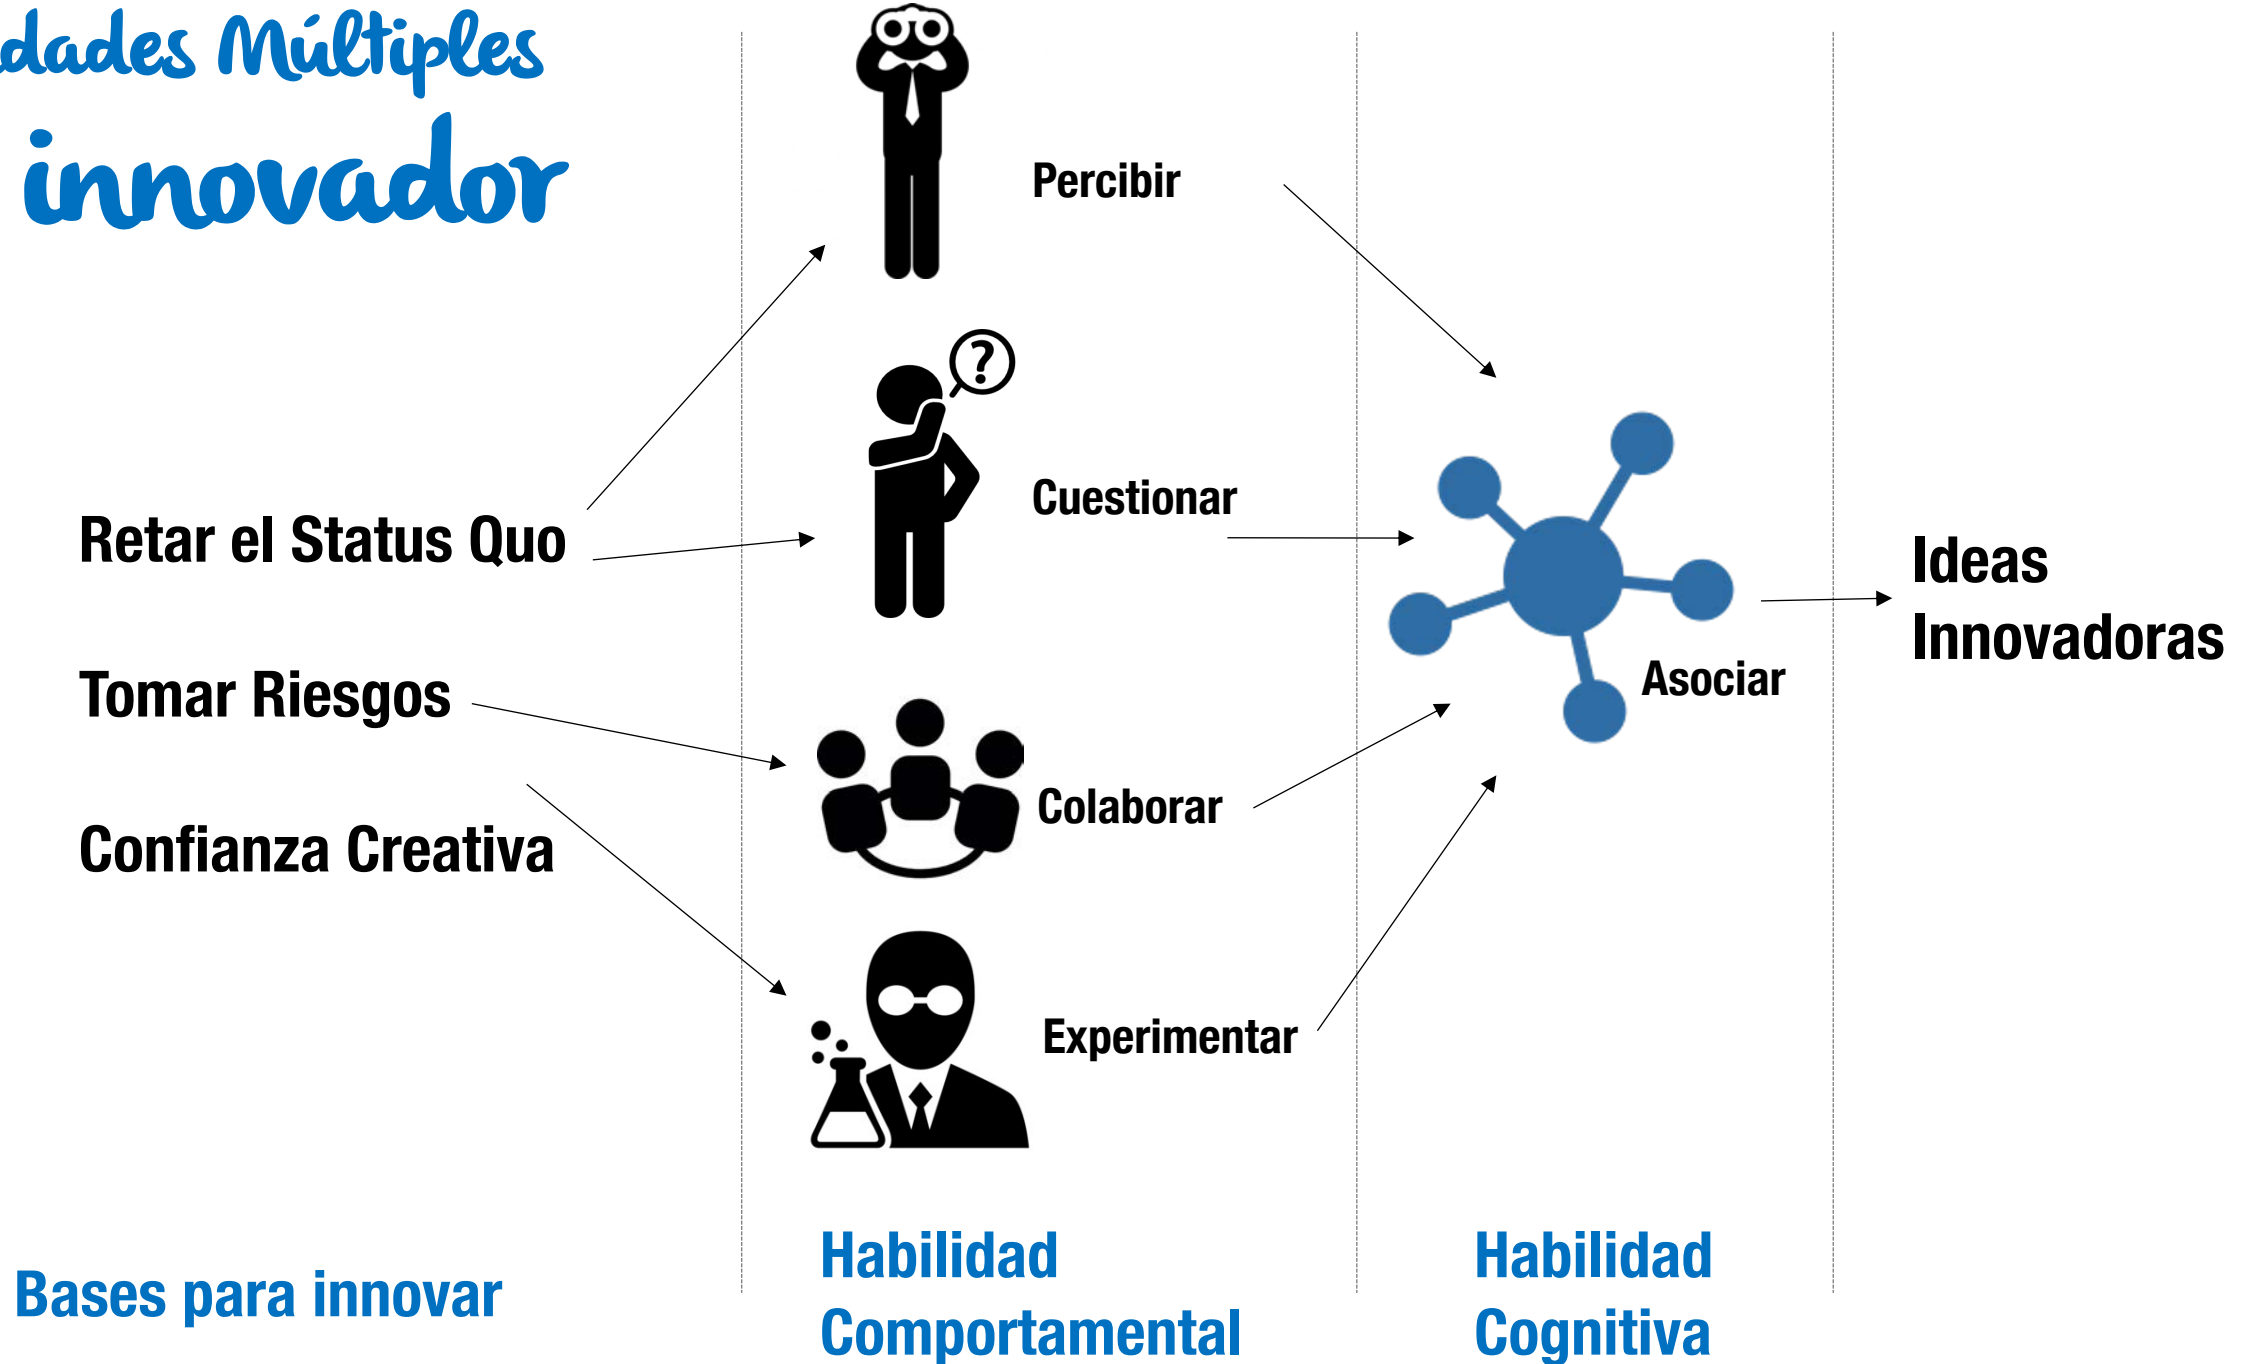 dades Múltiples
innovador
Percibir
?
Cuestionar
Retar el Status Quo
Ideas
Innovadoras
Asociar
Tomar Riesgos
Colaborar
Confianza Creativa
Experimentar
Bases para innovar
Habilidad
Comportamental
Habilidad
Cognitiva